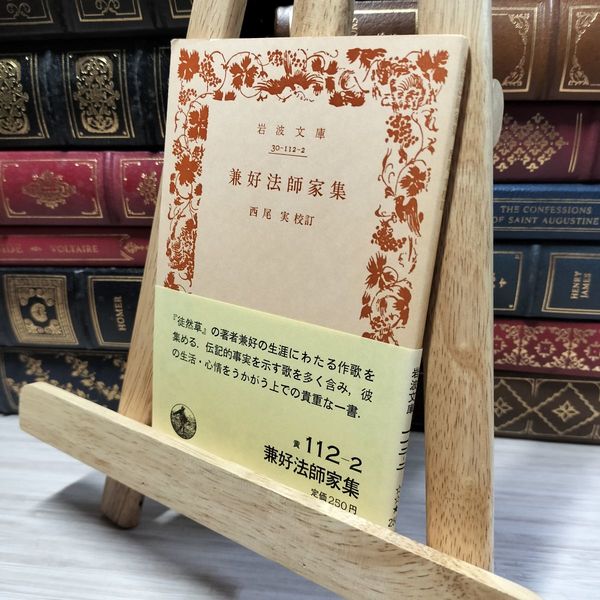 岩波文庫
30-112-2
兼好法師家集
西尾 実 校訂
『徒然草』の著者兼好の生涯にわたる作歌を
集める．伝記的事実を示す歌を多く含み，彼
の生活・心情をうかがう上での貴重な一書．
黄 112-2
兼好法師家集
定価 250円
岩波文庫
VOLTAIRE
HOMER
THE CONFESSIONS
OF SAINT AUGUSTINE
HENRY
JAMES